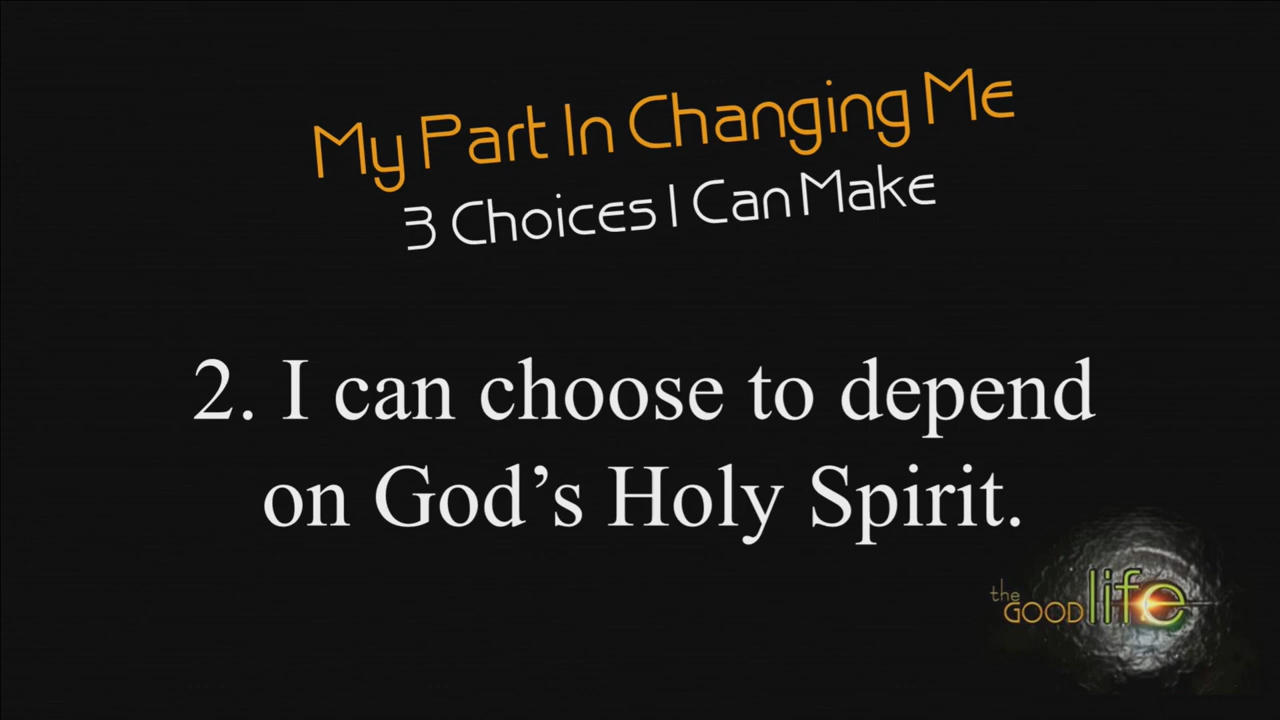 My Part In Changing Me
3 Choices I Can Make
2. I can choose to depend
on God’s Holy Spirit.
the
GOOD life